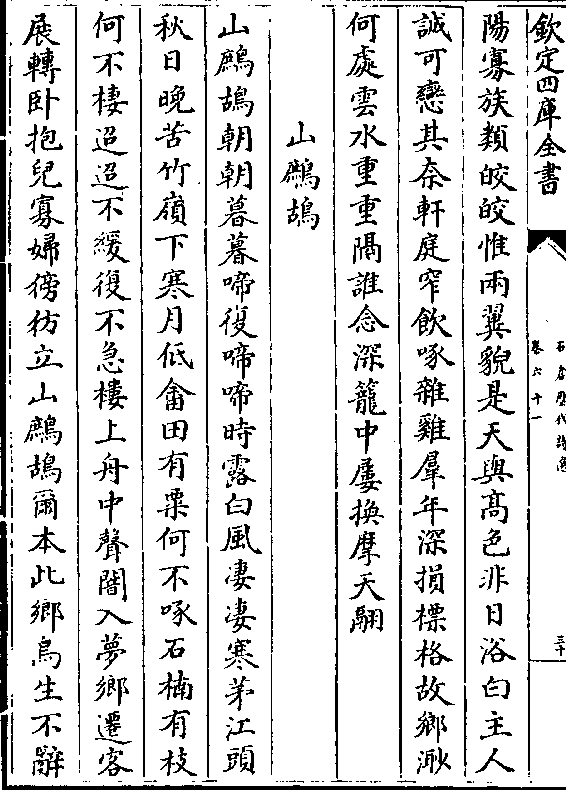 欽定四庫全書
石倉歷代詩選
卷六十一
三十
陽寡族類皎皎惟兩翼貌是天與髙色非日浴白主人
誠可戀其奈軒庭窄飲啄雜雞羣年深損標格故鄉渺
何處雲水重重隔誰念深籠中屢換摩天翮
山鷓鴣
山鷓鴣朝朝暮暮啼復啼啼時露白風淒淒寒茅江頭
秋日晚苦竹嶺下寒月低畬田有粟何不啄石楠有枝
何不棲迢迢不緩復不急樓上舟中聲闇入夢鄉遷客
展轉卧抱兒寡婦徬彷立山鷓鴣爾本此鄉鳥生不辭